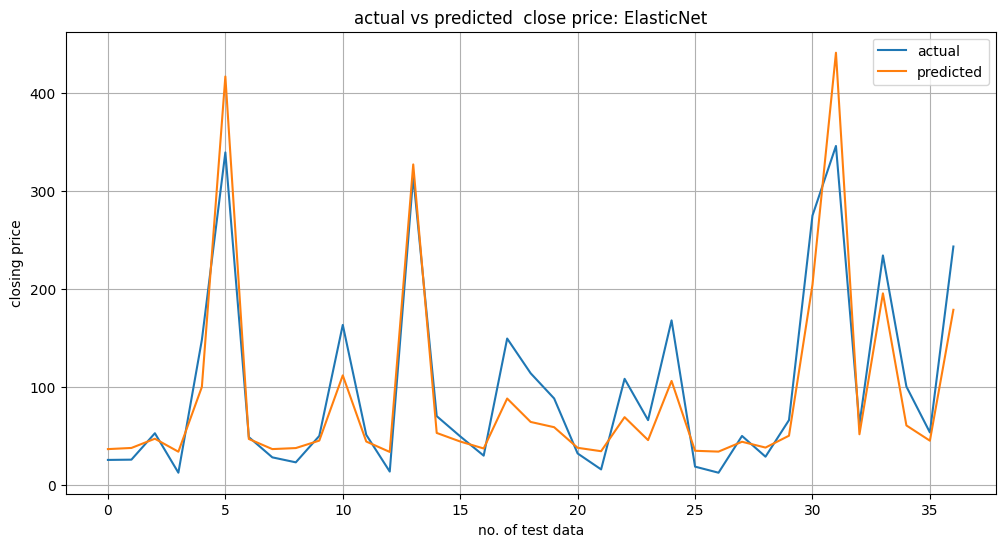 actual vs predicted  close price: ElasticNet
actual
predicted
closing price
400
300
200
100
0
0 5 10 15 20 25 30 35
no. of test data